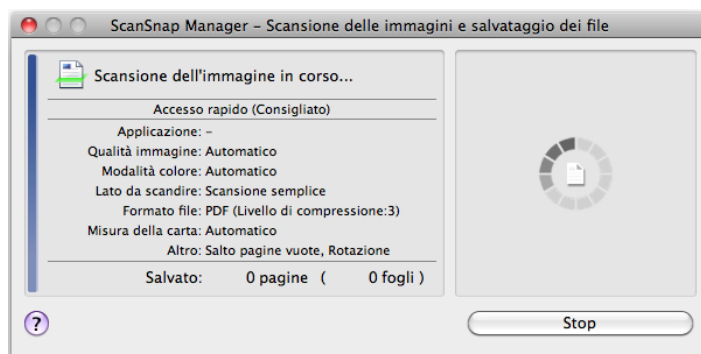 ScanSnap Manager – Scansione delle immagini e salvataggio dei file
Scansione dell'immagine in corso...
Accesso rapido (Consigliato)
Applicazione: –
Qualità immagine: Automatico
Modalità colore: Automatico
Lato da scandire: Scansione semplice
Formato file: PDF (Livello di compressione:3)
Misura della carta: Automatico
Altro: Salto pagine vuote, Rotazione
Salvato: 0 pagine ( 0 fogli )
?
Stop